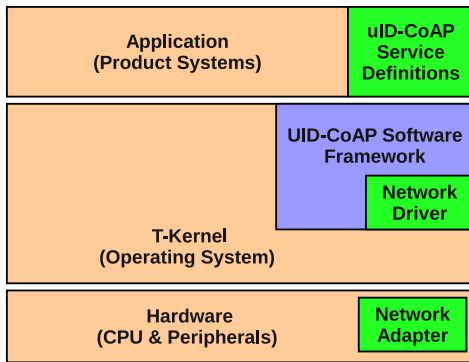 Application
(Product Systems)
uID-CoAP
Service
Definitions
UID-CoAP Software
Framework
Network
Driver
T-Kernel
(Operating System)
Hardware
(CPU & Peripherals)
Network
Adapter